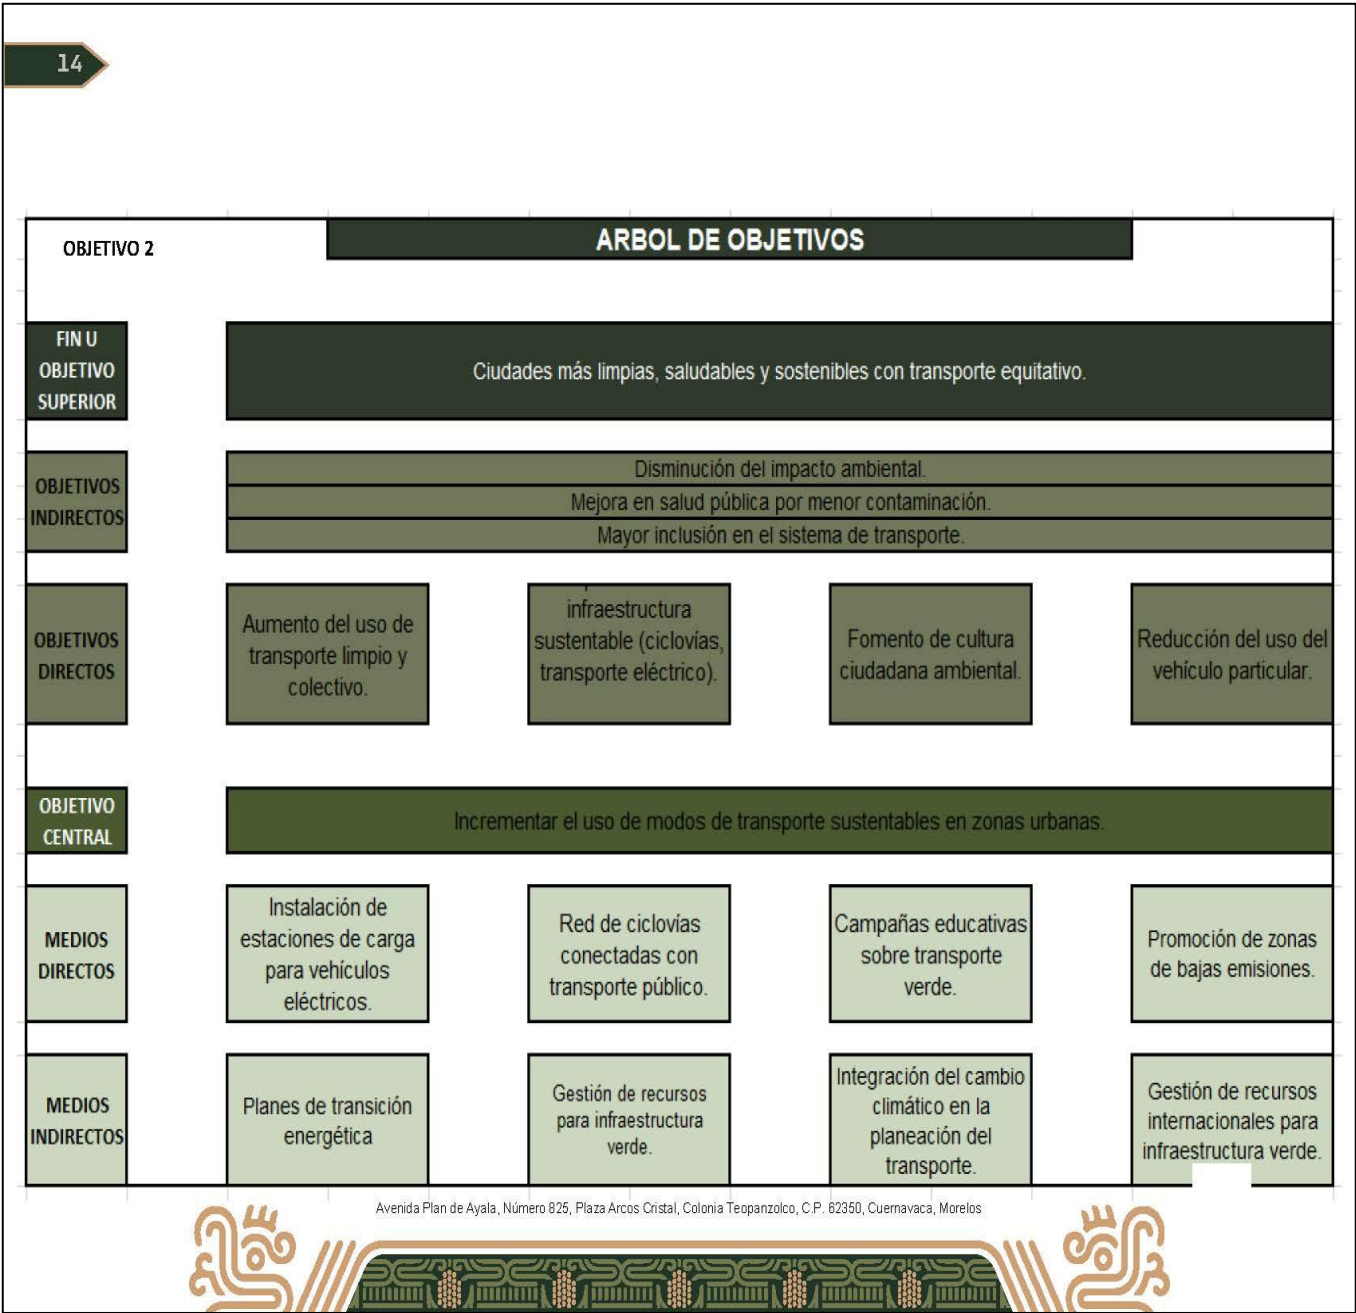 14
OBJETIVO 2
ARBOL DE OBJETIVOS
FIN U
OBJETIVO
SUPERIOR
Ciudades más limpias, saludables y sostenibles con transporte equitativo.
OBJETIVOS
INDIRECTOS
Disminución del impacto ambiental.
Mejora en salud pública por menor contaminación.
Mayor inclusión en el sistema de transporte.
OBJETIVOS
DIRECTOS
Aumento del uso de
transporte limpio y
colectivo.
infraestructura
sustentable (ciclovías,
transporte eléctrico).
Fomento de cultura
ciudadana ambiental.
Reducción del uso del
vehículo particular.
OBJETIVO
CENTRAL
Incrementar el uso de modos de transporte sustentables en zonas urbanas.
MEDIOS
DIRECTOS
Instalación de
estaciones de carga
para vehículos
eléctricos.
Red de ciclovías
conectadas con
transporte público.
Campañas educativas
sobre transporte
verde.
Promoción de zonas
de bajas emisiones.
MEDIOS
INDIRECTOS
Planes de transición
energética
Gestión de recursos
para infraestructura
verde.
Integración del cambio
climático en la
planeación del
transporte.
Gestión de recursos
internacionales para
infraestructura verde.
Avenida Plan de Ayala, Número 825, Plaza Arcos Cristal, Colonia Teopanzolco, C.P. 62350, Cuernavaca, Morelos